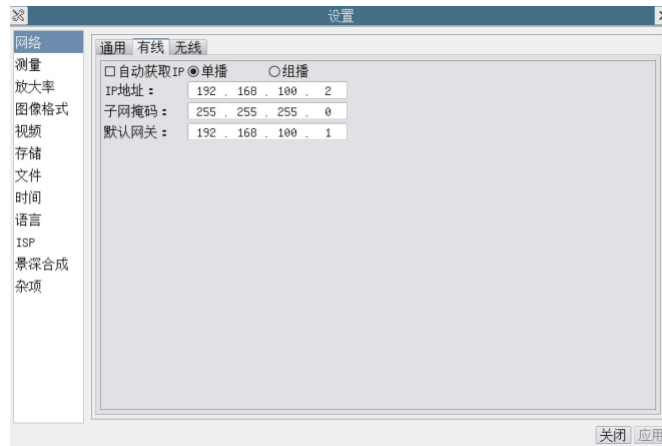 设置
网络
测量
放大率
图像格式
视频
存储
文件
时间
语言
ISP
景深合成
杂项
通用 有线 无线
自动获取IP 单播 组播
IP地址： 192 . 168 . 100 . 2
子网掩码： 255 . 255 . 255 . 0
默认网关： 192 . 168 . 100 . 1
关闭 应用